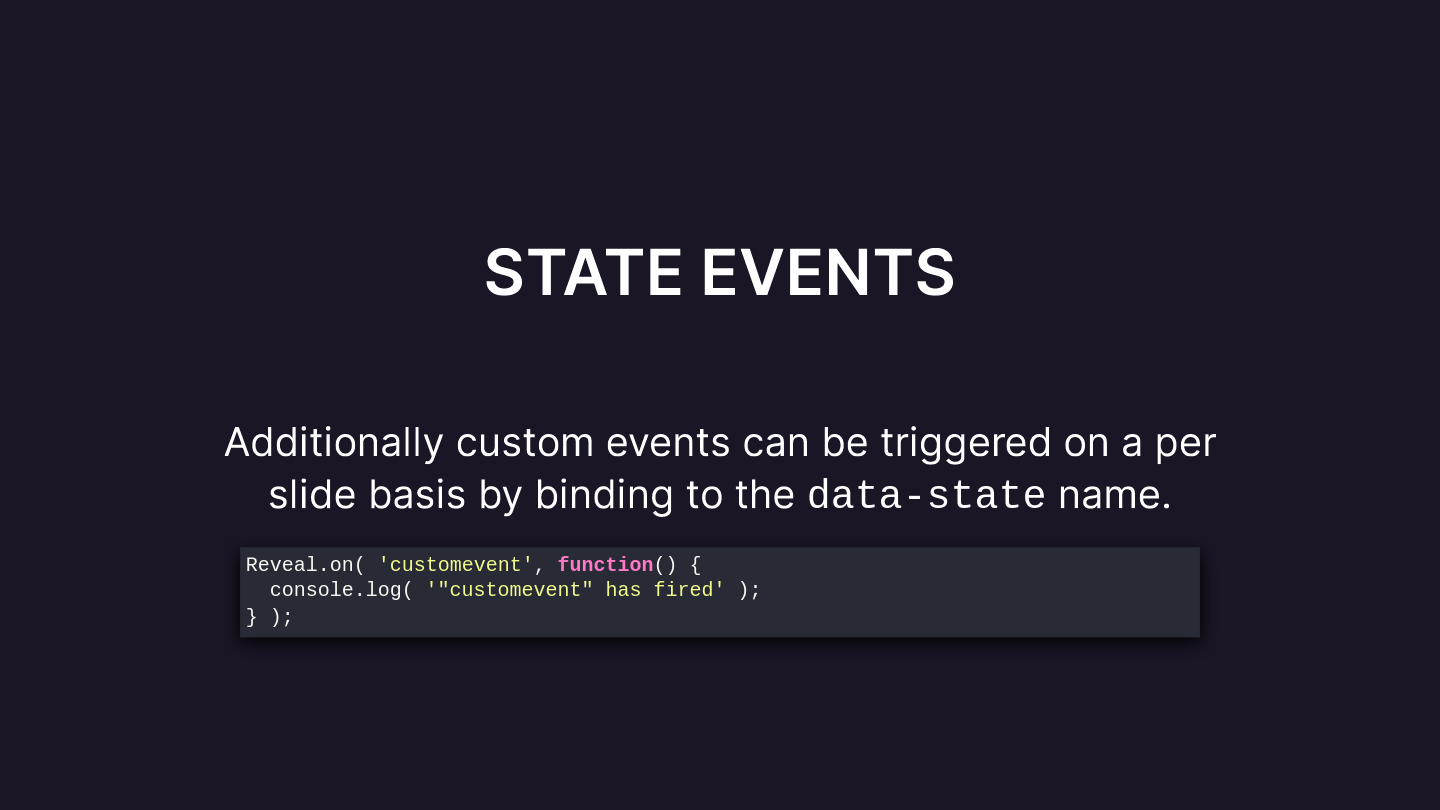 STATE EVENTS
Additionally custom events can be triggered on a per
slide basis by binding to the data-state name.
Reveal.on( 'customevent', function() {
  console.log( '"customevent" has fired' );
} );